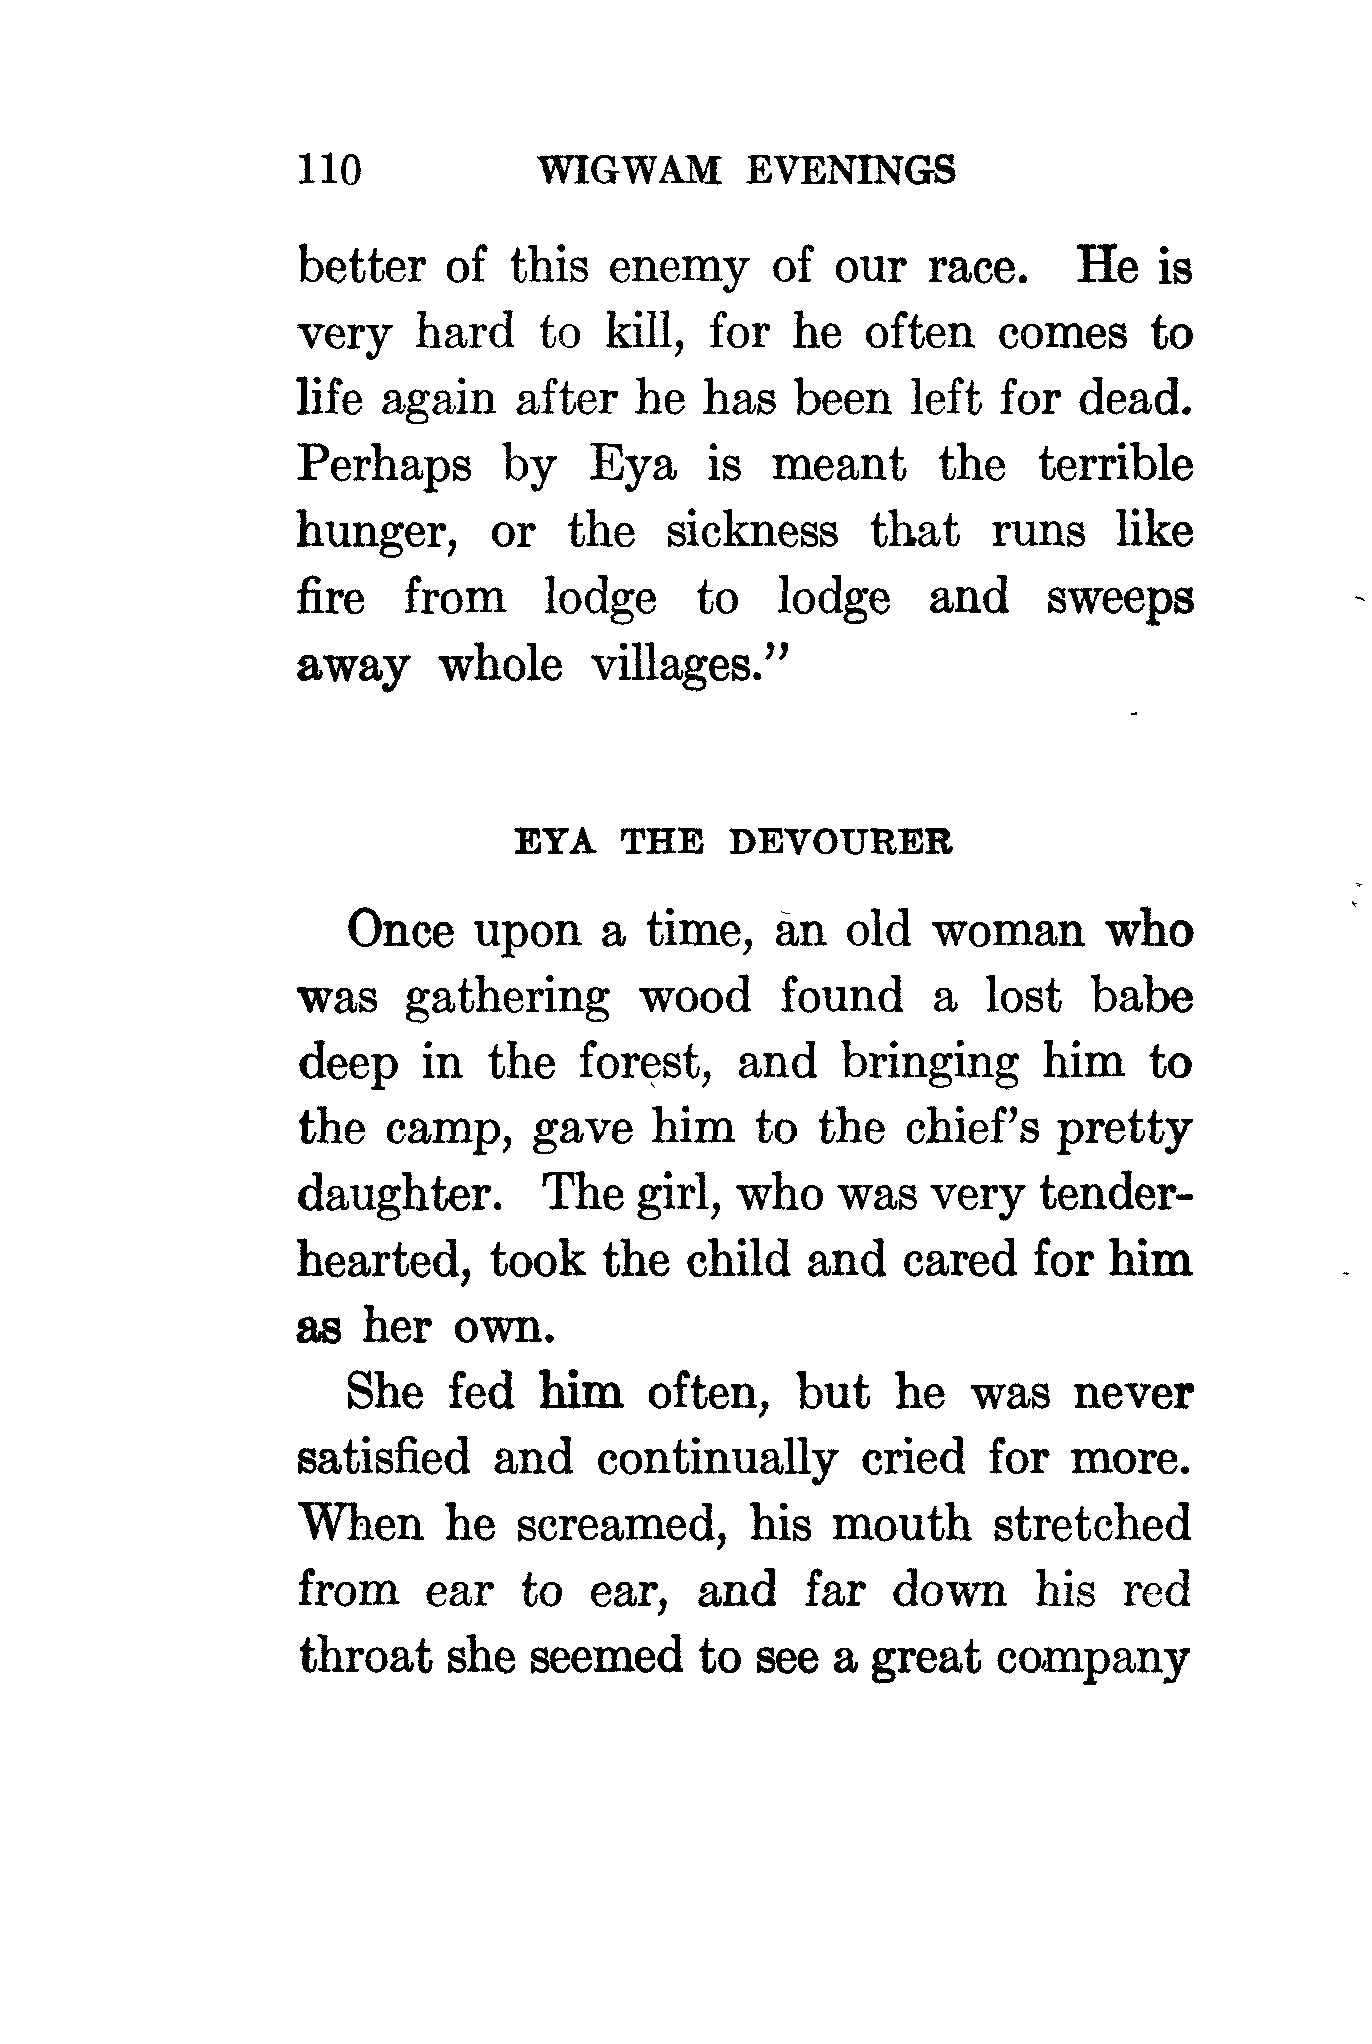 110 WIGWAM EVENINGS
better of this enemy of our race. He is
very hard to kill, for he often comes to
life again after he has been left for dead.
Perhaps by Eya is meant the terrible
hunger, or the sickness that runs like
fire from lodge to lodge and sweeps
away whole villages.”
EYA THE DEVOURER
Once upon a time, an old woman who
was gathering wood found a lost babe
deep in the forest, and bringing him to
the camp, gave him to the chief’s pretty
daughter. The girl, who was very tender-
hearted, took the child and cared for him
as her own.
She fed him often, but he was never
satisfied and continually cried for more.
When he screamed, his mouth stretched
from ear to ear, and far down his red
throat she seemed to see a great company